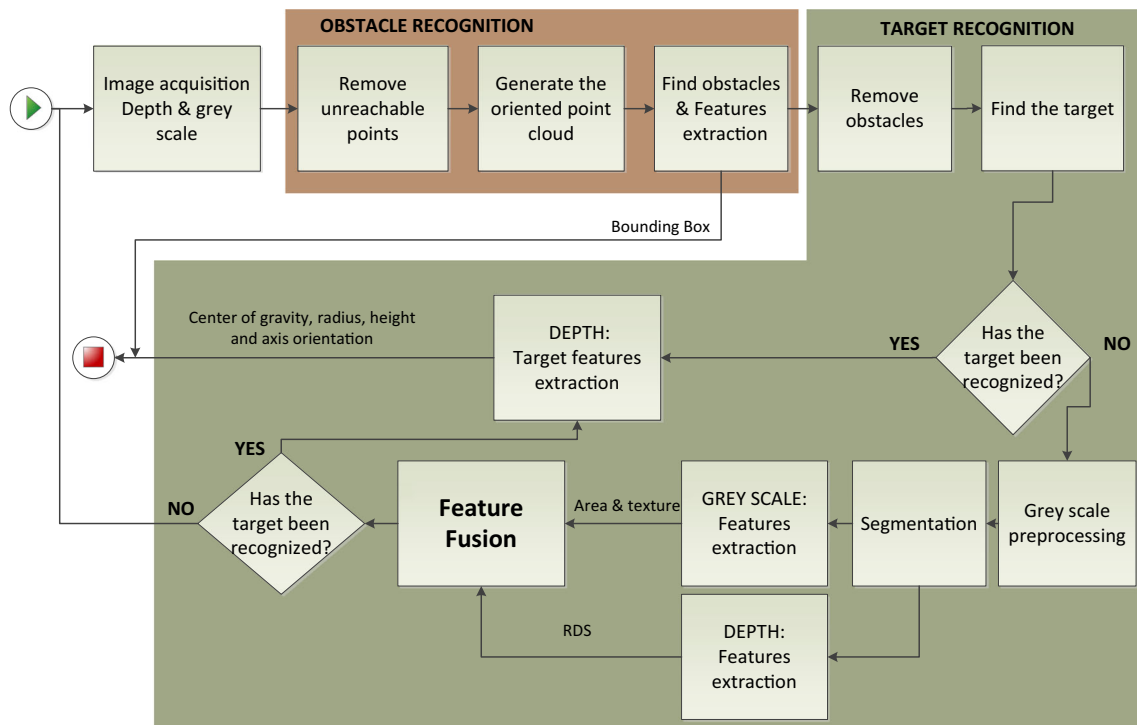 OBSTACLE RECOGNITION
TARGET RECOGNITION
Image acquisition
Depth & grey
scale
Remove
unreachable
points
Generate the
oriented point
cloud
Find obstacles
& Features
extraction
Remove
obstacles
Find the target
Bounding Box
Center of gravity, radius, height
and axis orientation
DEPTH:
Target features
extraction
YES
Has the
target been
recognized?
NO
YES
NO
Has the
target been
recognized?
Feature
Fusion
Area & texture
GREY SCALE:
Features
extraction
Segmentation
Grey scale
preprocessing
RDS
DEPTH:
Features
extraction